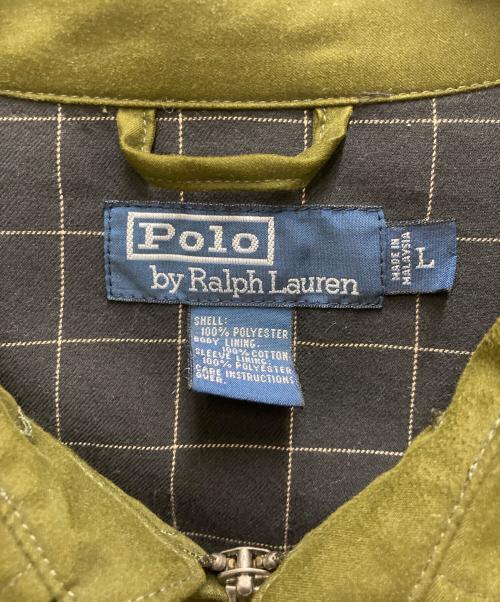 Polo
by Ralph Lauren
MADE IN
MALAYSIA
L
SHELL:
100% POLYESTER
BODY LINING:
100% COTTON
SLEEVE LINING:
100% POLYESTER
CARE INSTRUCTIONS
OVER.